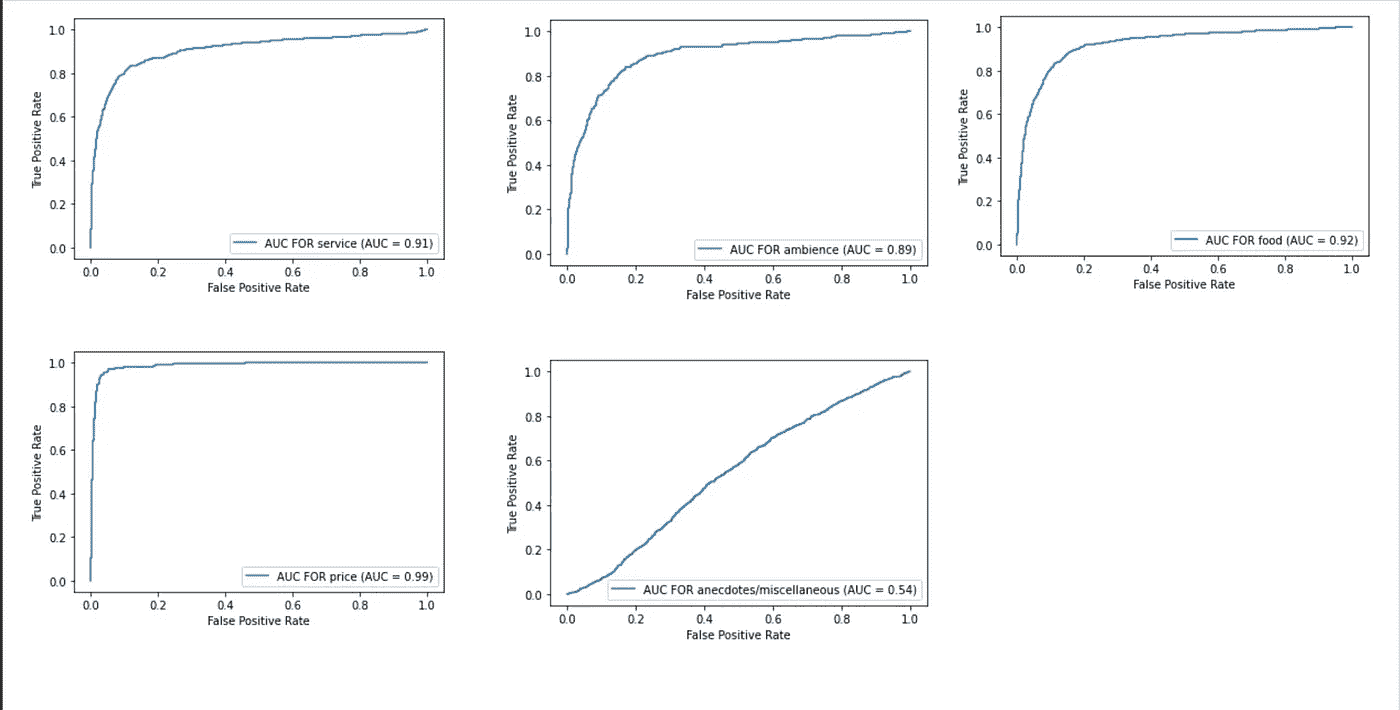 1.0
0.8
0.6
0.4
0.2
0.0
True Positive Rate
AUC FOR service (AUC = 0.91)
0.0 0.2 0.4 0.6 0.8 1.0
False Positive Rate
1.0
0.8
0.6
0.4
0.2
0.0
True Positive Rate
AUC FOR ambience (AUC = 0.89)
0.0 0.2 0.4 0.6 0.8 1.0
False Positive Rate
1.0
0.8
0.6
0.4
0.2
0.0
True Positive Rate
AUC FOR food (AUC = 0.92)
0.0 0.2 0.4 0.6 0.8 1.0
False Positive Rate
1.0
0.8
0.6
0.4
0.2
0.0
True Positive Rate
AUC FOR price (AUC = 0.99)
0.0 0.2 0.4 0.6 0.8 1.0
False Positive Rate
1.0
0.8
0.6
0.4
0.2
0.0
True Positive Rate
AUC FOR anecdotes/miscellaneous (AUC = 0.54)
0.0 0.2 0.4 0.6 0.8 1.0
False Positive Rate